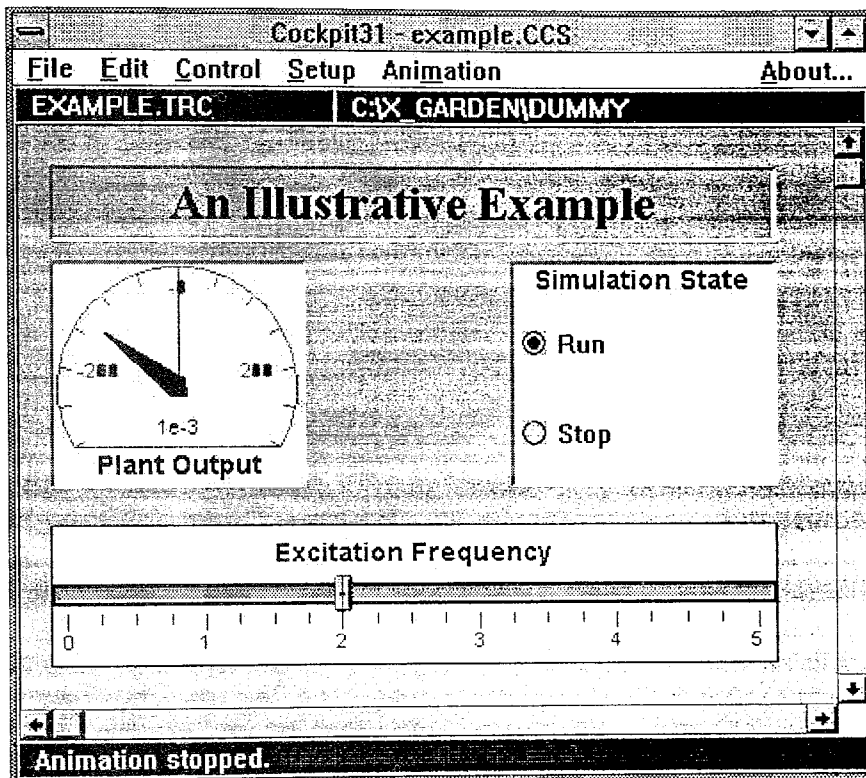 Cockpit31 - example.CCS
File Edit Control Setup Animation About...
EXAMPLE.TRC C:\X_GARDEN\DUMMY
An Illustrative Example
Simulation State
Run
Stop
1e-3
Plant Output
Excitation Frequency
0 1 2 3 4 5
Animation stopped.